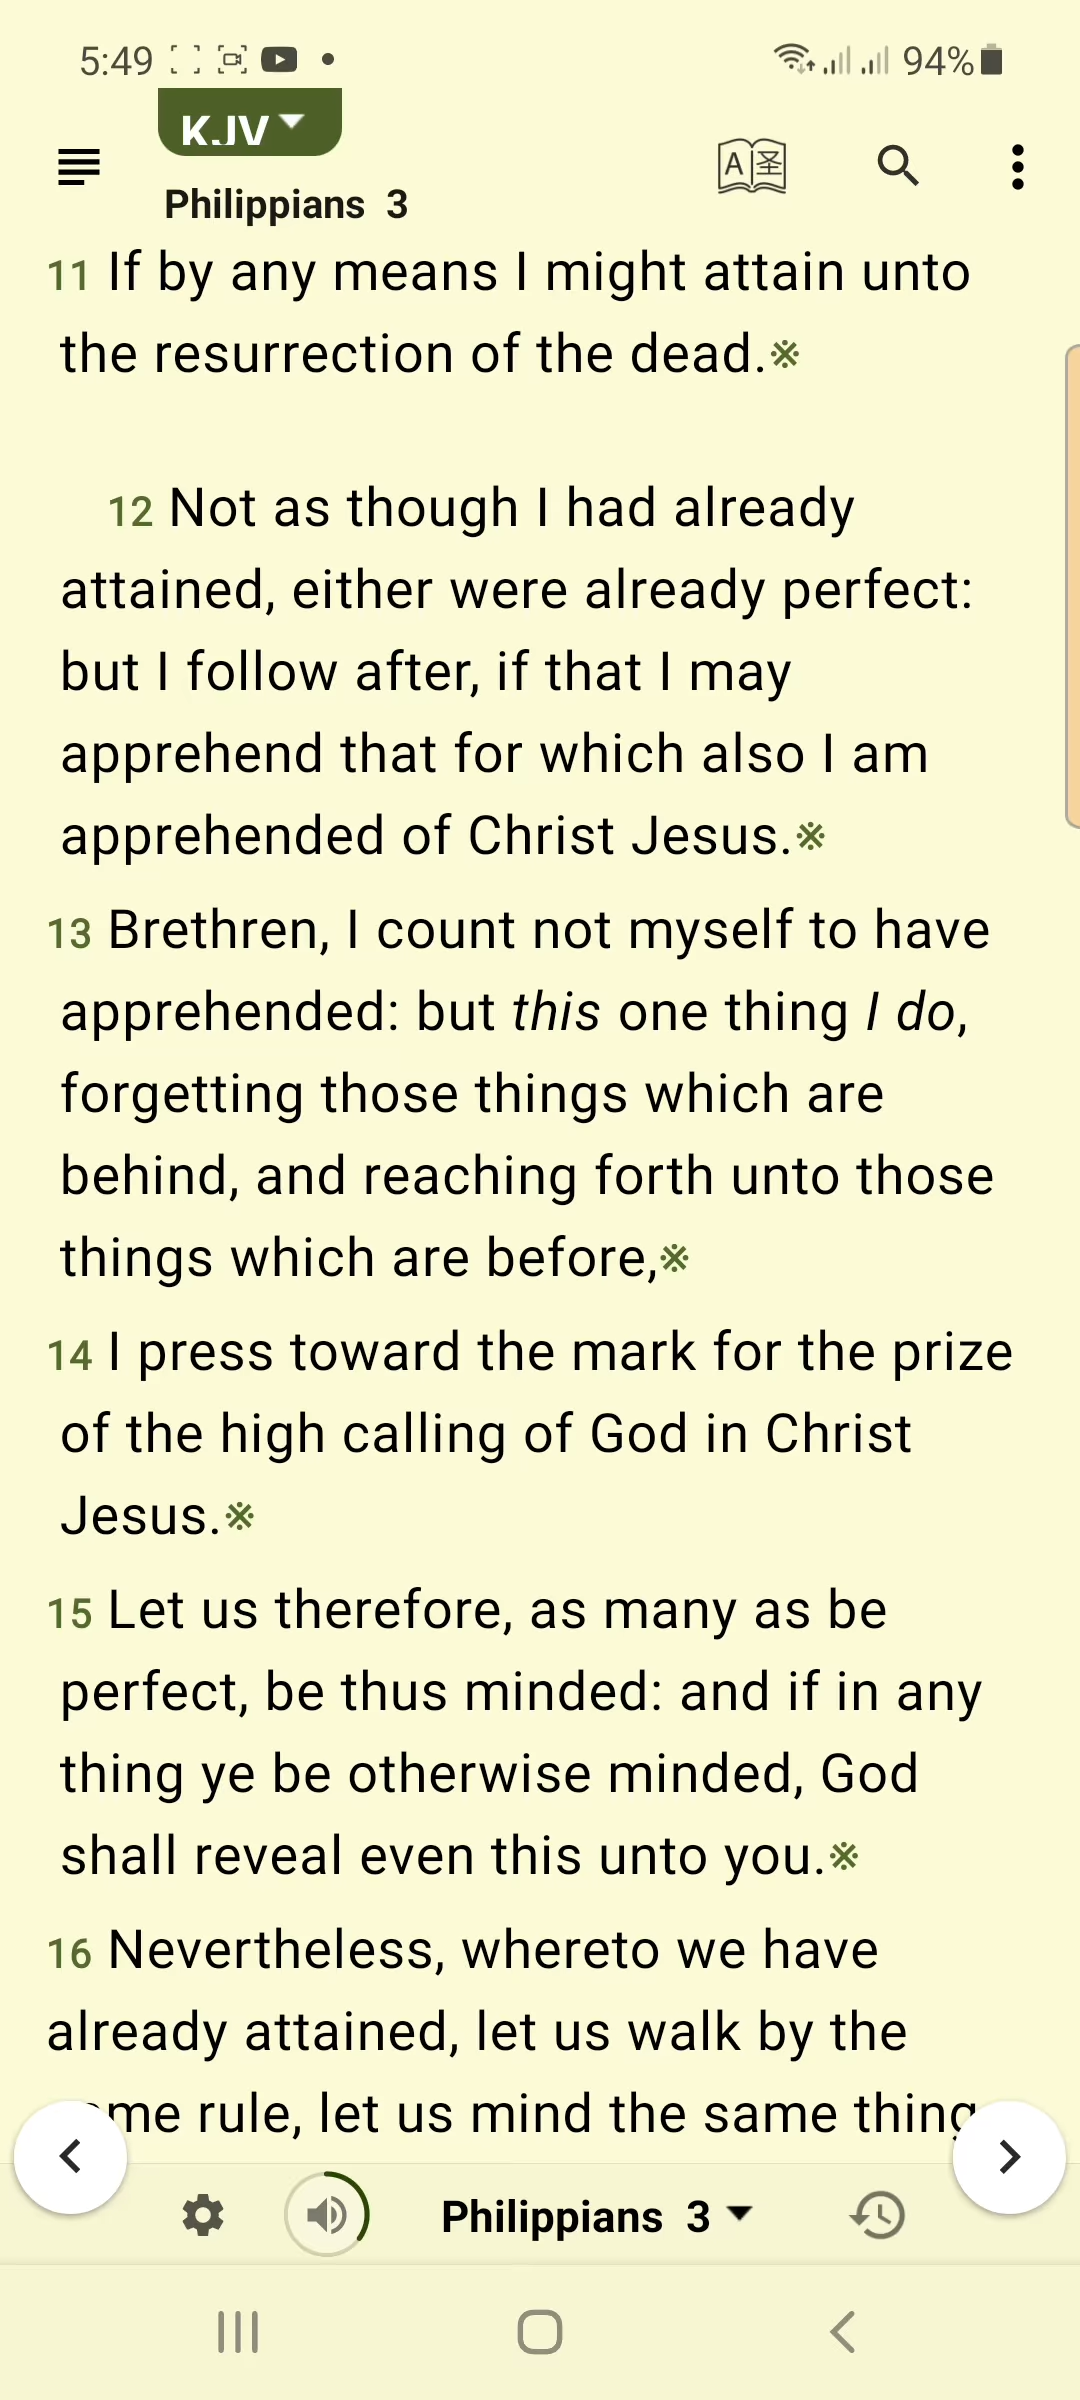 5:49 94%
KJV
A 圣
Philippians 3
11 If by any means I might attain unto
the resurrection of the dead.※
12 Not as though I had already
attained, either were already perfect:
but I follow after, if that I may
apprehend that for which also I am
apprehended of Christ Jesus.※
13 Brethren, I count not myself to have
apprehended: but this one thing I do,
forgetting those things which are
behind, and reaching forth unto those
things which are before,※
14 I press toward the mark for the prize
of the high calling of God in Christ
Jesus.※
15 Let us therefore, as many as be
perfect, be thus minded: and if in any
thing ye be otherwise minded, God
shall reveal even this unto you.※
16 Nevertheless, whereto we have
already attained, let us walk by the
me rule, let us mind the same thing
Philippians 3